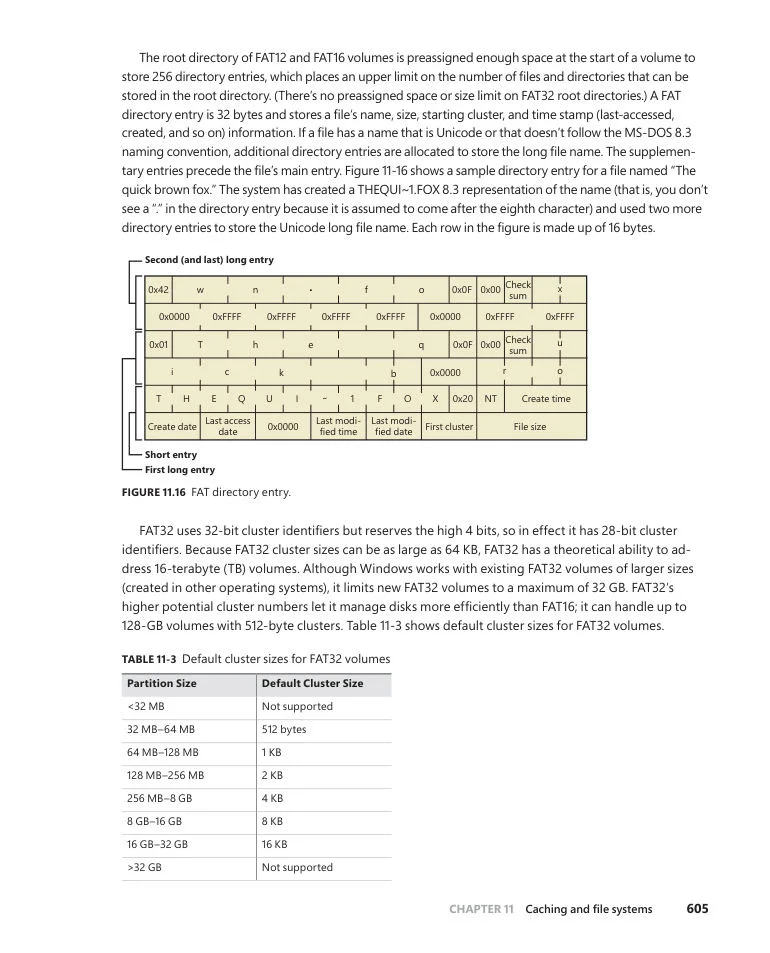 The root directory of FAT12 and FAT16 volumes is preassigned enough space at the start of a volume to
store 256 directory entries, which places an upper limit on the number of files and directories that can be
stored in the root directory. (There's no preassigned space or size limit on FAT32 root directories.) A FAT
directory entry is 32 bytes and stores a file's name, size, starting cluster, and time stamp (last-accessed,
created, and so on) information. If a file has a name that is Unicode or that doesn't follow the MS-DOS 8.3
naming convention, additional directory entries are allocated to store the long file name. The supplemen-
tary entries precede the file's main entry. Figure 11-16 shows a sample directory entry for a file named "The
quick brown fox." The system has created a THEQUI~1.FOX 8.3 representation of the name (that is, you don't
see a "." in the directory entry because it is assumed to come after the eighth character) and used two more
directory entries to store the Unicode long file name. Each row in the figure is made up of 16 bytes.
Second (and last) long entry
0x42 w n . f o 0x0F 0x00 Check sum x
0x0000 0xFFFF 0xFFFF 0xFFFF 0xFFFF 0x0000 0xFFFF 0xFFFF
0x01 T h e q 0x0F 0x00 Check sum u
i c k b 0x0000 r o
T H E Q U I ~ 1 F O X 0x20 NT Create time
Create date Last access date 0x0000 Last modi-fied time Last modi-fied date First cluster File size
Short entry
First long entry
FIGURE 11.16 FAT directory entry.
FAT32 uses 32-bit cluster identifiers but reserves the high 4 bits, so in effect it has 28-bit cluster
identifiers. Because FAT32 cluster sizes can be as large as 64 KB, FAT32 has a theoretical ability to ad-
dress 16-terabyte (TB) volumes. Although Windows works with existing FAT32 volumes of larger sizes
(created in other operating systems), it limits new FAT32 volumes to a maximum of 32 GB. FAT32's
higher potential cluster numbers let it manage disks more efficiently than FAT16; it can handle up to
128-GB volumes with 512-byte clusters. Table 11-3 shows default cluster sizes for FAT32 volumes.
TABLE 11-3 Default cluster sizes for FAT32 volumes
Partition Size Default Cluster Size
<32 MB Not supported
32 MB–64 MB 512 bytes
64 MB–128 MB 1 KB
128 MB–256 MB 2 KB
256 MB–8 GB 4 KB
8 GB–16 GB 8 KB
16 GB–32 GB 16 KB
>32 GB Not supported
CHAPTER 11 Caching and file systems 605